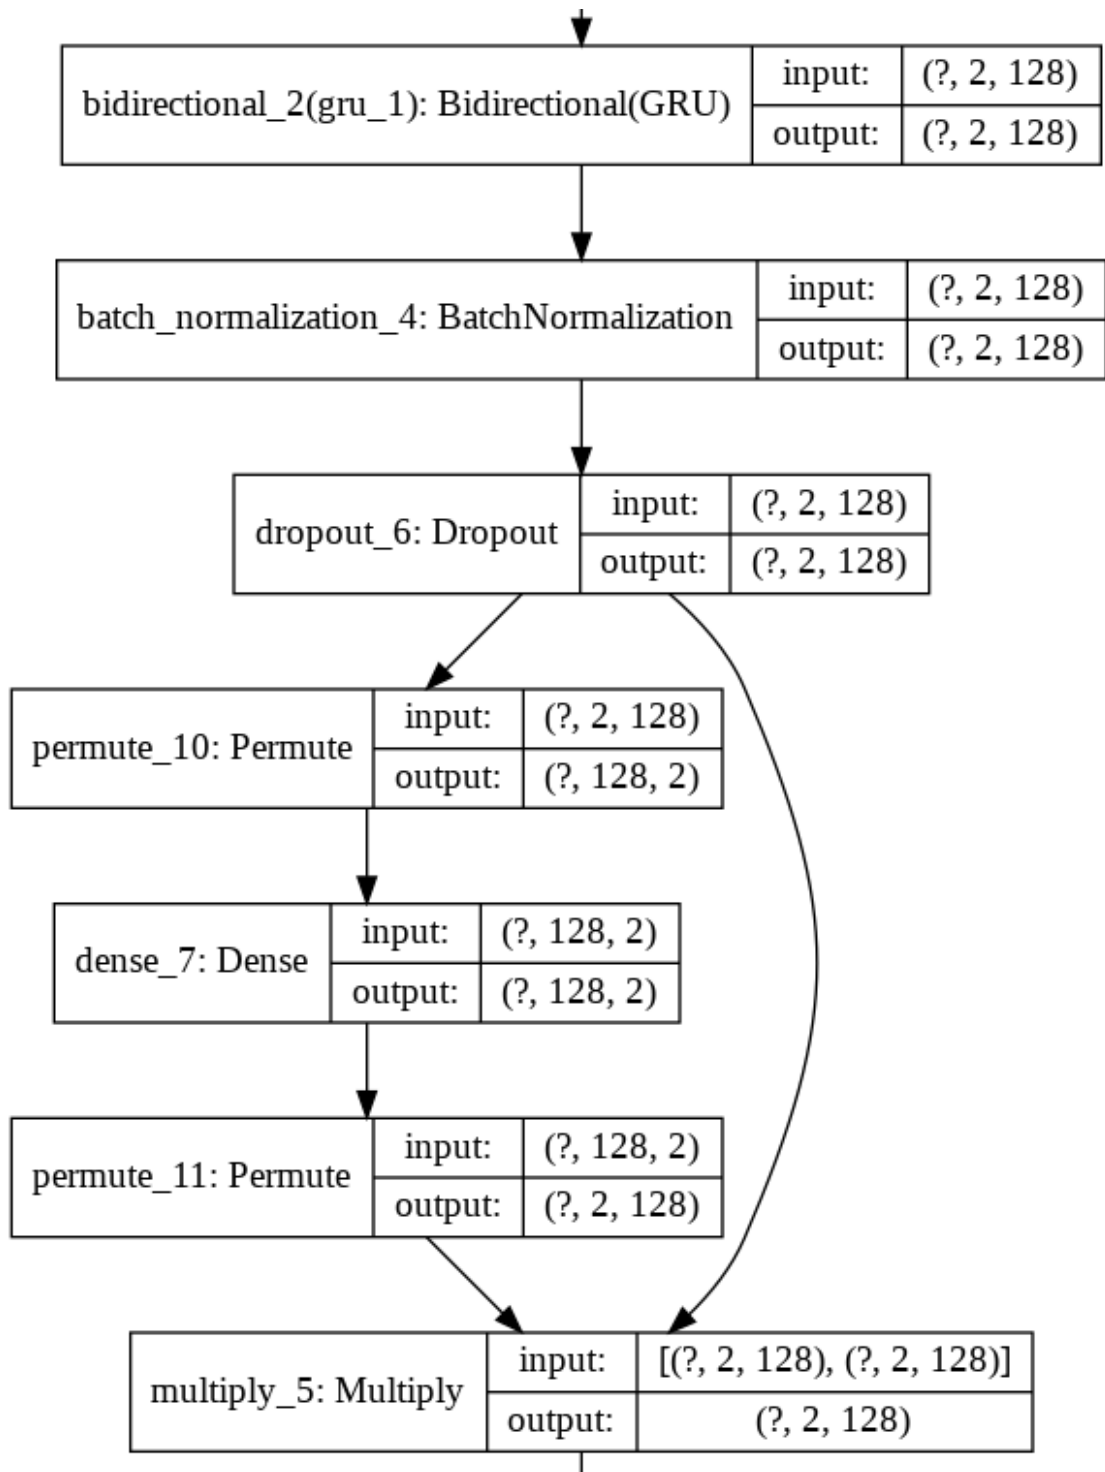 bidirectional_2(gru_1): Bidirectional(GRU)
input: (?, 2, 128)
output: (?, 2, 128)
batch_normalization_4: BatchNormalization
input: (?, 2, 128)
output: (?, 2, 128)
dropout_6: Dropout
input: (?, 2, 128)
output: (?, 2, 128)
permute_10: Permute
input: (?, 2, 128)
output: (?, 128, 2)
dense_7: Dense
input: (?, 128, 2)
output: (?, 128, 2)
permute_11: Permute
input: (?, 128, 2)
output: (?, 2, 128)
multiply_5: Multiply
input: [(?, 2, 128), (?, 2, 128)]
output: (?, 2, 128)